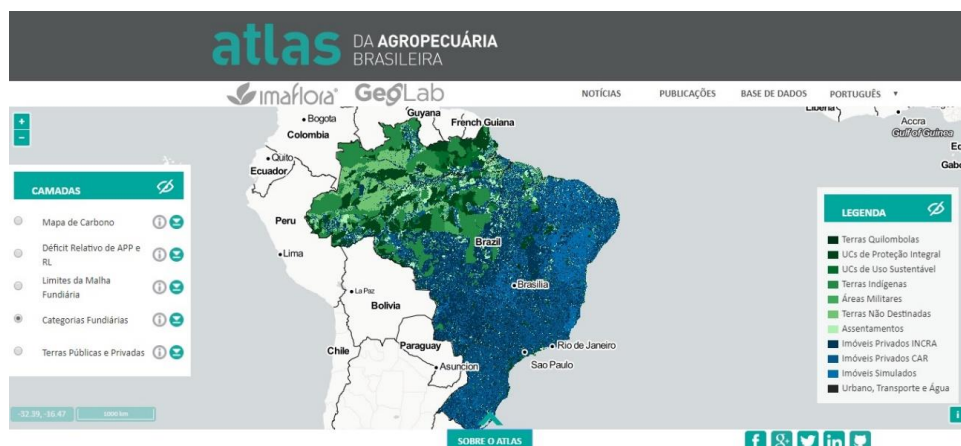 atlas DA AGROPECUÁRIA
BRASILEIRA
imaflora® GeoLab
NOTÍCIAS PUBLICAÇÕES BASE DE DADOS PORTUGUÊS ▼
+
−
CAMADAS
Mapa de Carbono
Déficit Relativo de APP e
RL
Limites da Malha
Fundiária
Categorias Fundiárias
Terras Públicas e Privadas
-32.39, -16.47
1000 km
Bogota
Colombia
Guyana
French Guiana
Quito
Ecuador
Peru
Lima
Brazil
Brasilia
La Paz
Bolivia
Chile
Paraguay
Asuncion
Rio de Janeiro
Sao Paulo
Liberia
Accra
Gulf of Guinea
LEGENDA
Terras Quilombolas
UCs de Proteção Integral
UCs de Uso Sustentável
Terras Indígenas
Áreas Militares
Terras Não Destinadas
Assentamentos
Imóveis Privados INCRA
Imóveis Privados CAR
Imóveis Simulados
Urbano, Transporte e Água
SOBRE O ATLAS